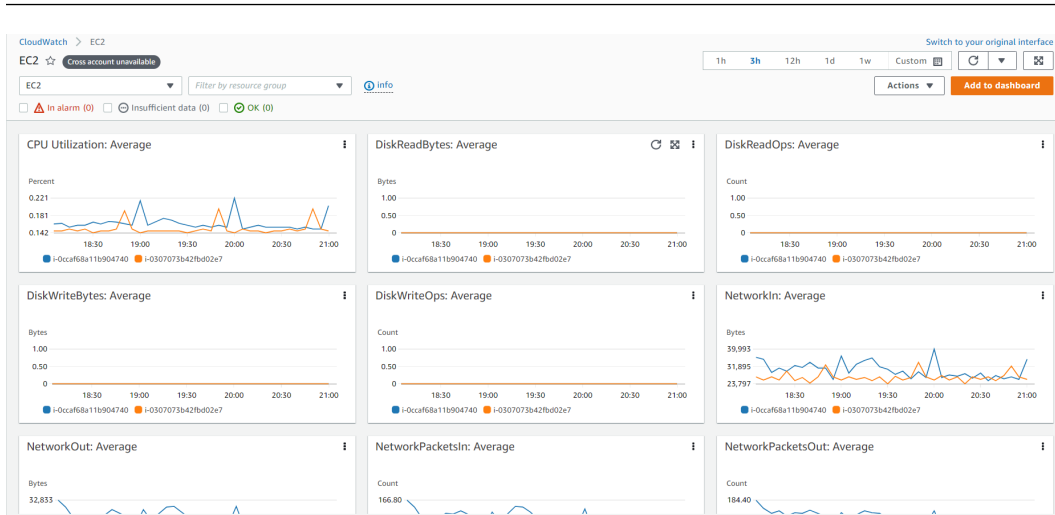 CloudWatch > EC2
Switch to your original interface
EC2 Cross account unavailable
1h 3h 12h 1d 1w Custom
EC2 Filter by resource group info
Actions Add to dashboard
In alarm (0) Insufficient data (0) OK (0)
CPU Utilization: Average
Percent
0.221
0.181
0.142
18:30 19:00 19:30 20:00 20:30 21:00
i-0ccaf68a11b904740 i-0307073b42fbd02e7
DiskReadBytes: Average
Bytes
1.00
0.50
0
18:30 19:00 19:30 20:00 20:30 21:00
i-0ccaf68a11b904740 i-0307073b42fbd02e7
DiskReadOps: Average
Count
1.00
0.50
0
18:30 19:00 19:30 20:00 20:30 21:00
i-0ccaf68a11b904740 i-0307073b42fbd02e7
DiskWriteBytes: Average
Bytes
1.00
0.50
0
18:30 19:00 19:30 20:00 20:30 21:00
i-0ccaf68a11b904740 i-0307073b42fbd02e7
DiskWriteOps: Average
Count
1.00
0.50
0
18:30 19:00 19:30 20:00 20:30 21:00
i-0ccaf68a11b904740 i-0307073b42fbd02e7
NetworkIn: Average
Bytes
39,993
31,895
23,797
18:30 19:00 19:30 20:00 20:30 21:00
i-0ccaf68a11b904740 i-0307073b42fbd02e7
NetworkOut: Average
Bytes
32,833
NetworkPacketsIn: Average
Count
166.80
NetworkPacketsOut: Average
Count
184.40